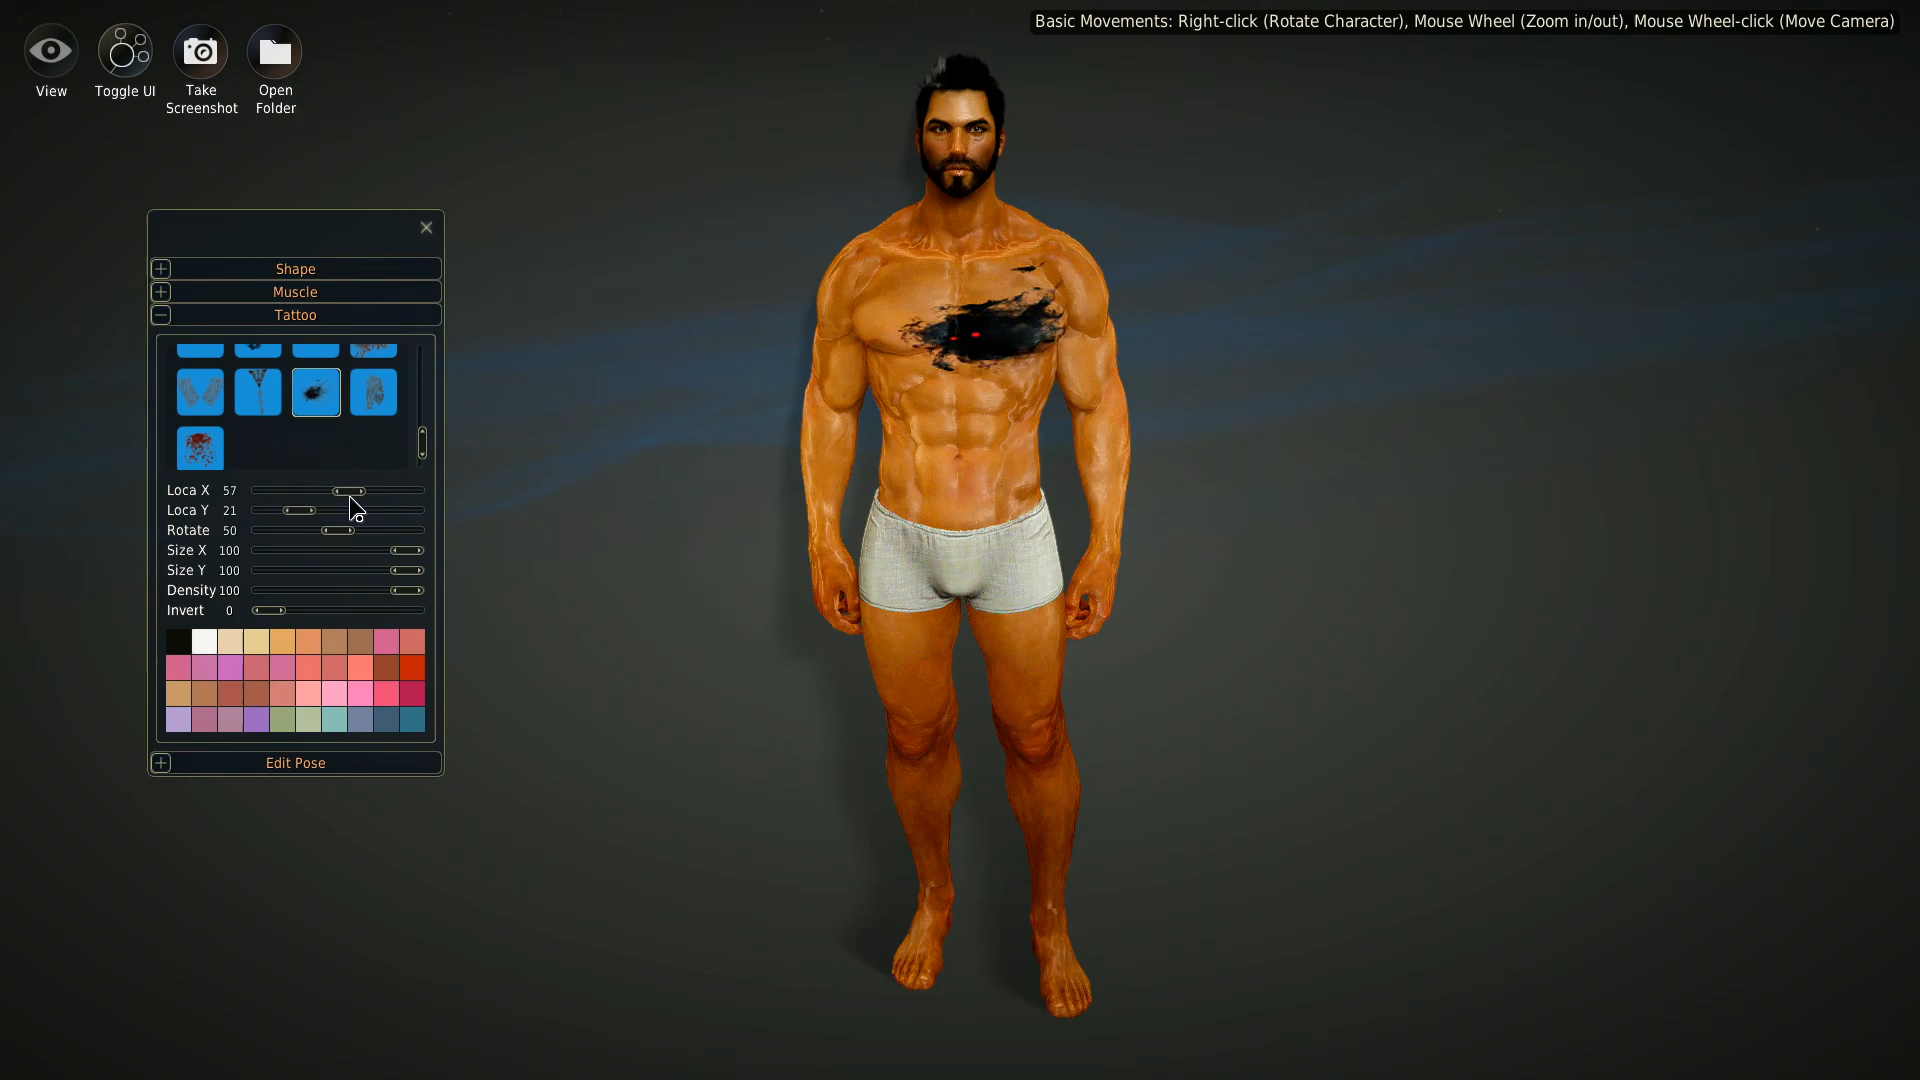 Basic Movements: Right-click (Rotate Character), Mouse Wheel (Zoom in/out), Mouse Wheel-click (Move Camera)
View
Toggle UI
Take
Screenshot
Open
Folder
Shape
Muscle
Tattoo
Loca X 57
Loca Y 21
Rotate 50
Size X 100
Size Y 100
Density 100
Invert 0
Edit Pose